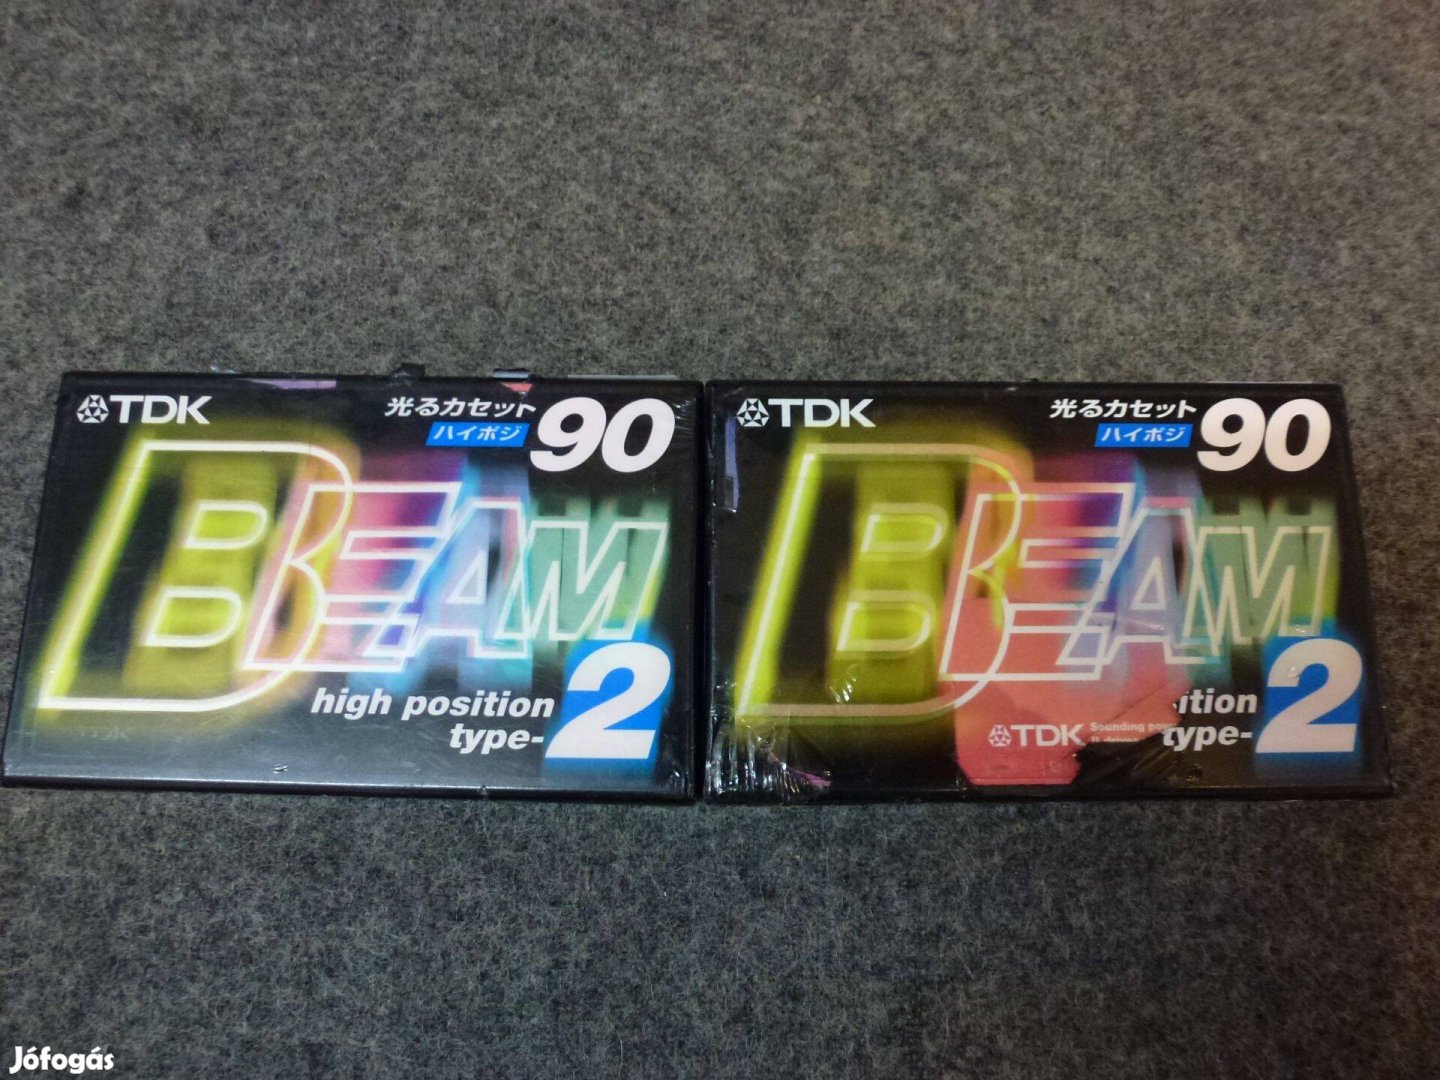 TDK
光るカセット
ハイポジ
90
BEAM
high position
type-2
TDK
光るカセット
ハイポジ
90
BEAM
ition
type-2
TDK
Sounding
Jófogás